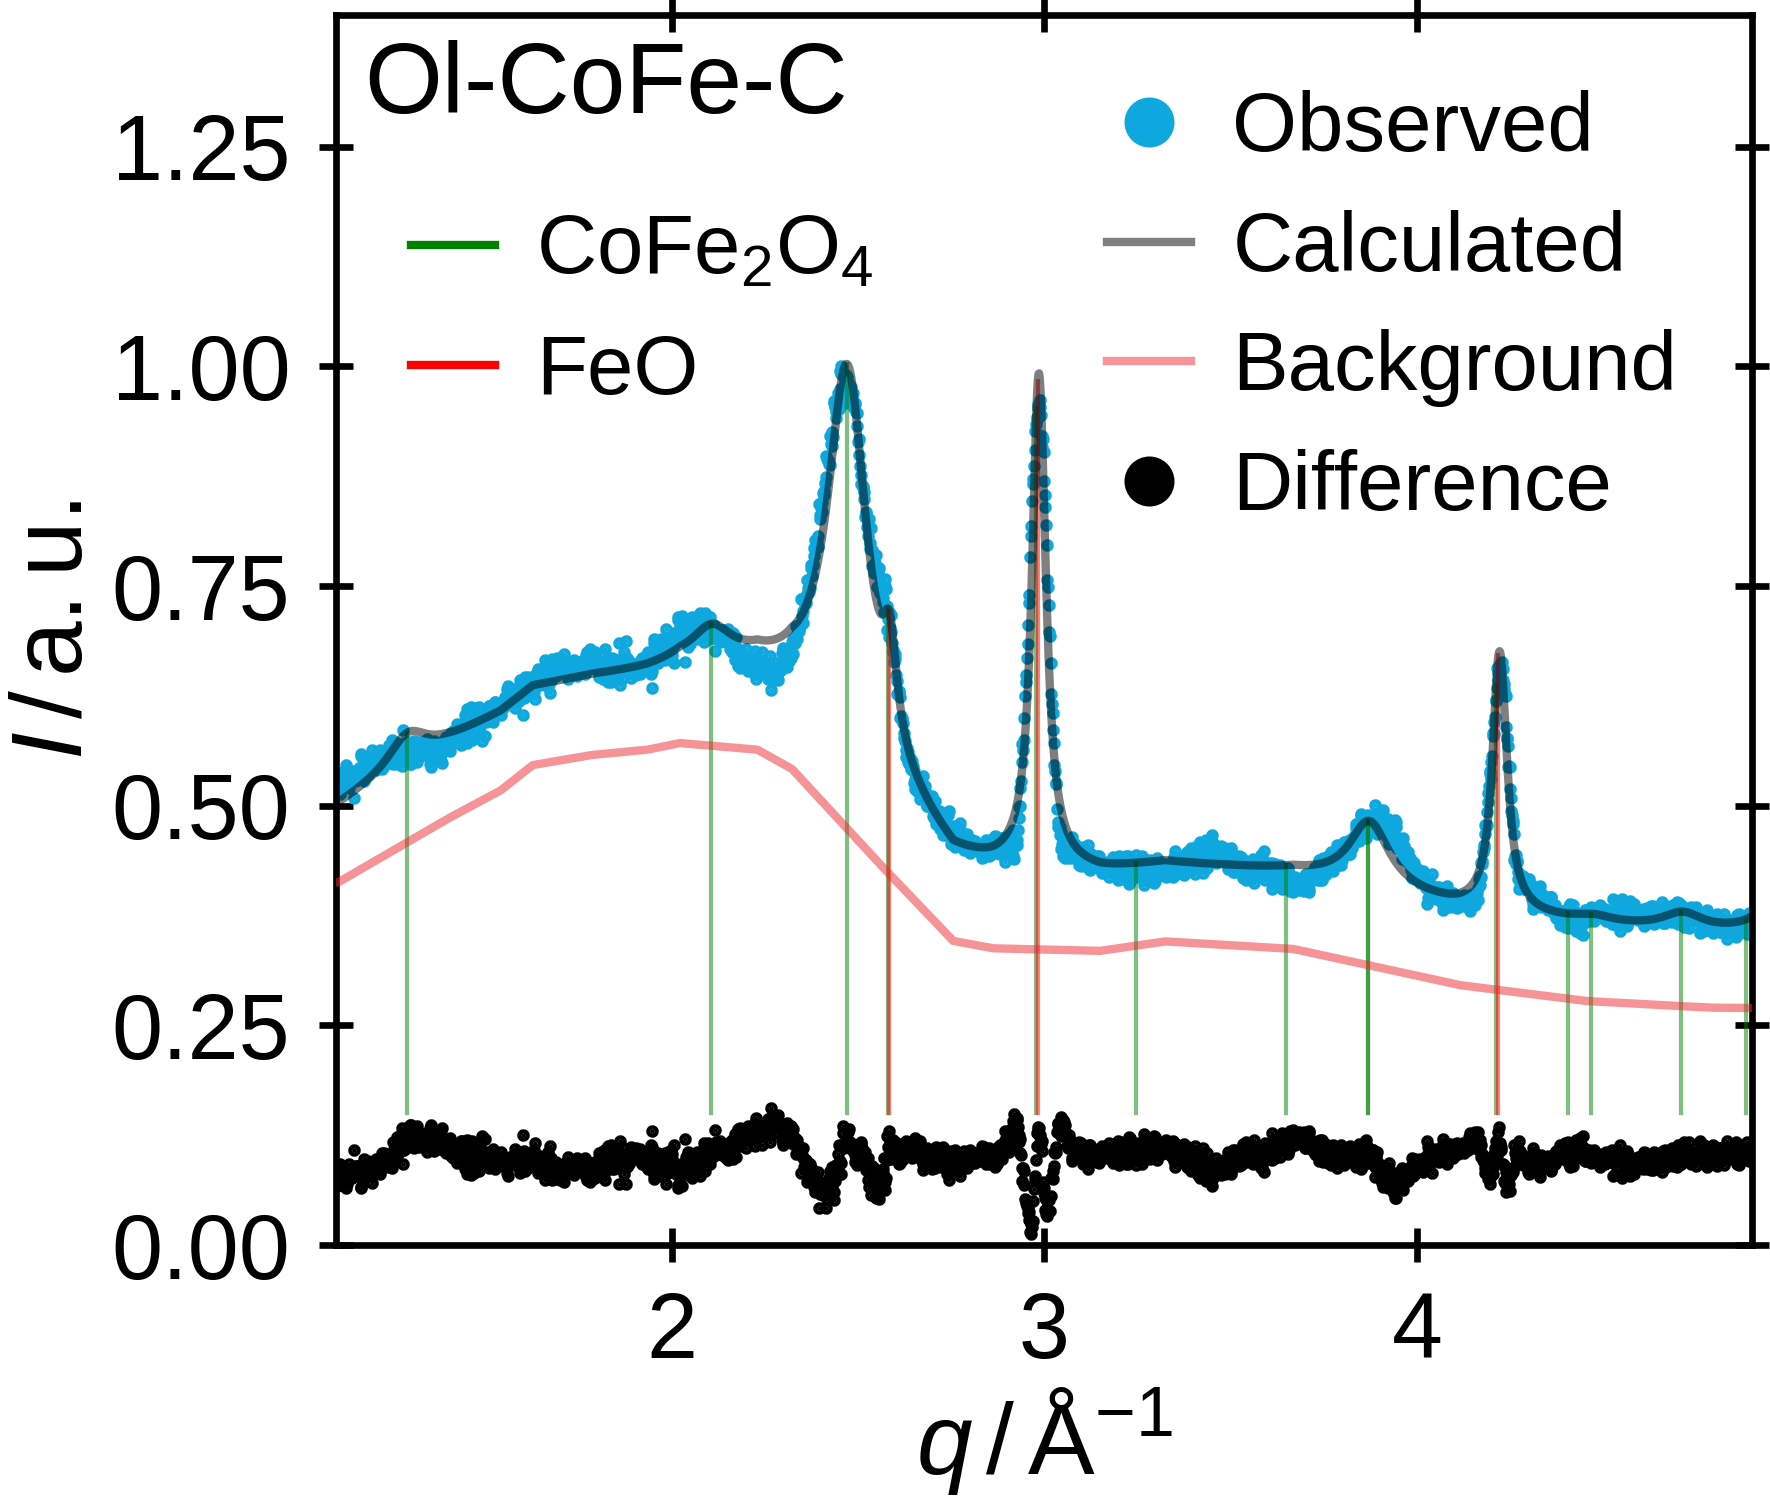 Ol-CoFe-C
CoFe₂O₄
FeO
Observed
Calculated
Background
Difference
1.25
1.00
0.75
0.50
0.25
0.00
I / a. u.
2 3 4
q / Å⁻¹